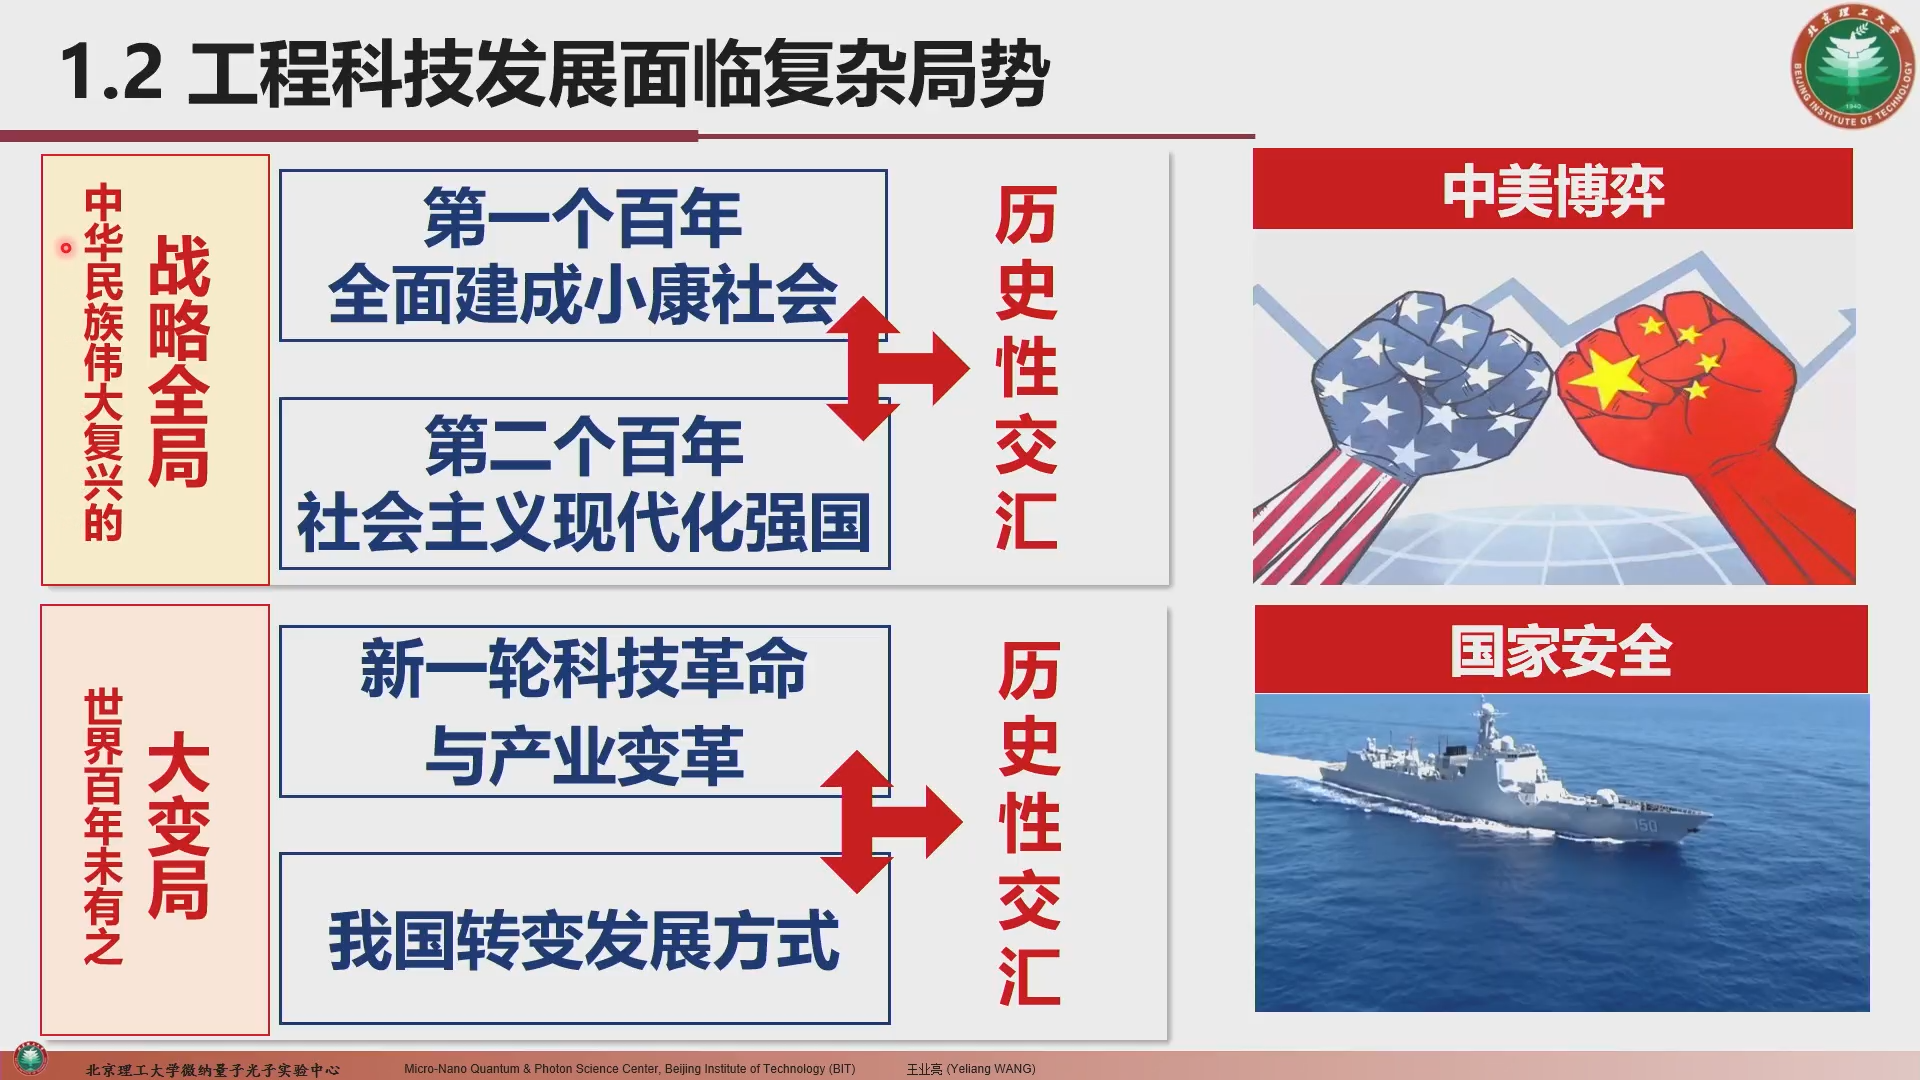 1.2 工程科技发展面临复杂局势
北京理工大学
BEIJING INSTITUTE OF TECHNOLOGY
1940
中华民族伟大复兴的
战略全局
第一个百年
全面建成小康社会
第二个百年
社会主义现代化强国
历史性交汇
中美博弈
世界百年未有之
大变局
新一轮科技革命
与产业变革
我国转变发展方式
历史性交汇
国家安全
150
北京理工大学微纳量子光子实验中心
Micro-Nano Quantum & Photon Science Center, Beijing Institute of Technology (BIT)
王业亮 (Yeliang WANG)